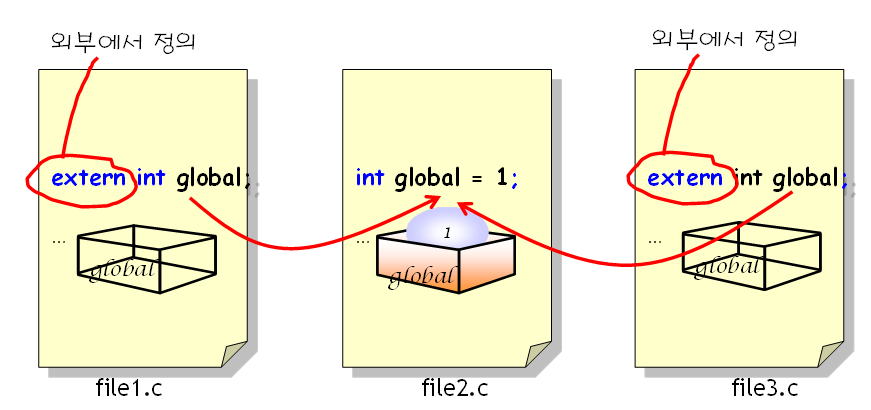 외부에서 정의
외부에서 정의
extern int global;
int global = 1;
extern int global;
...
global
...
1
global
...
global
file1.c
file2.c
file3.c